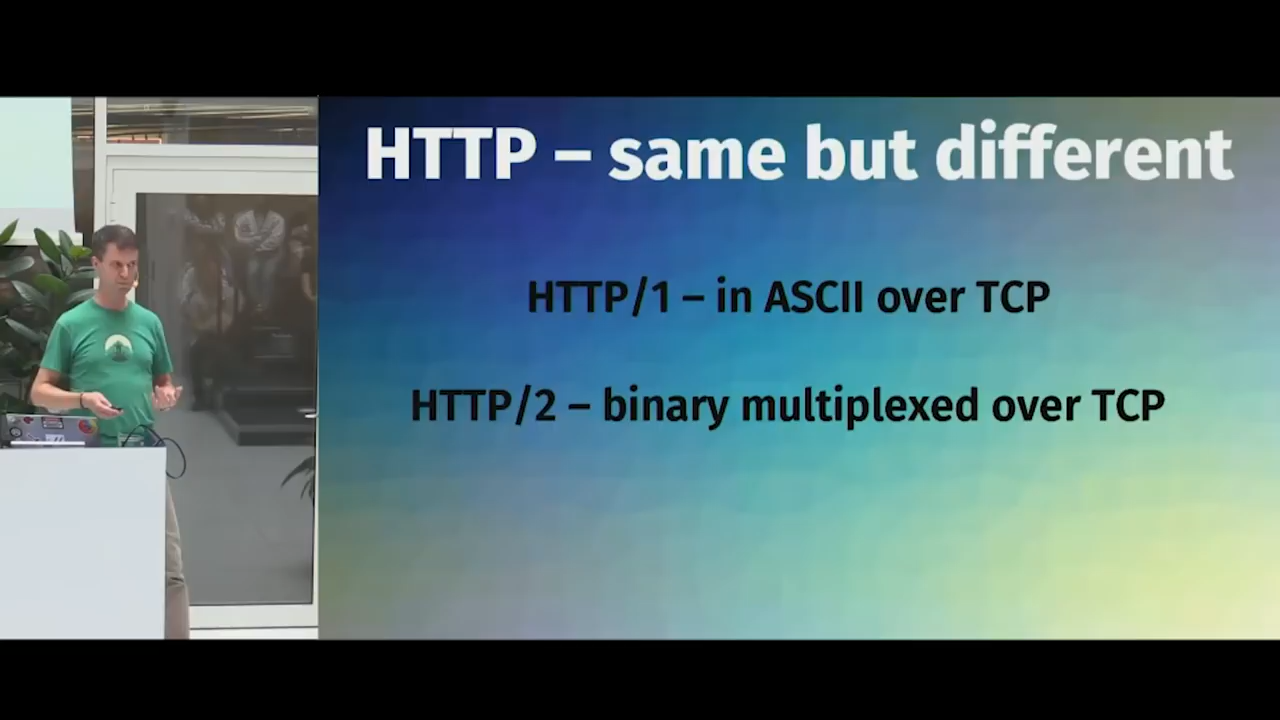 HTTP – same but different
HTTP/1 – in ASCII over TCP
HTTP/2 – binary multiplexed over TCP